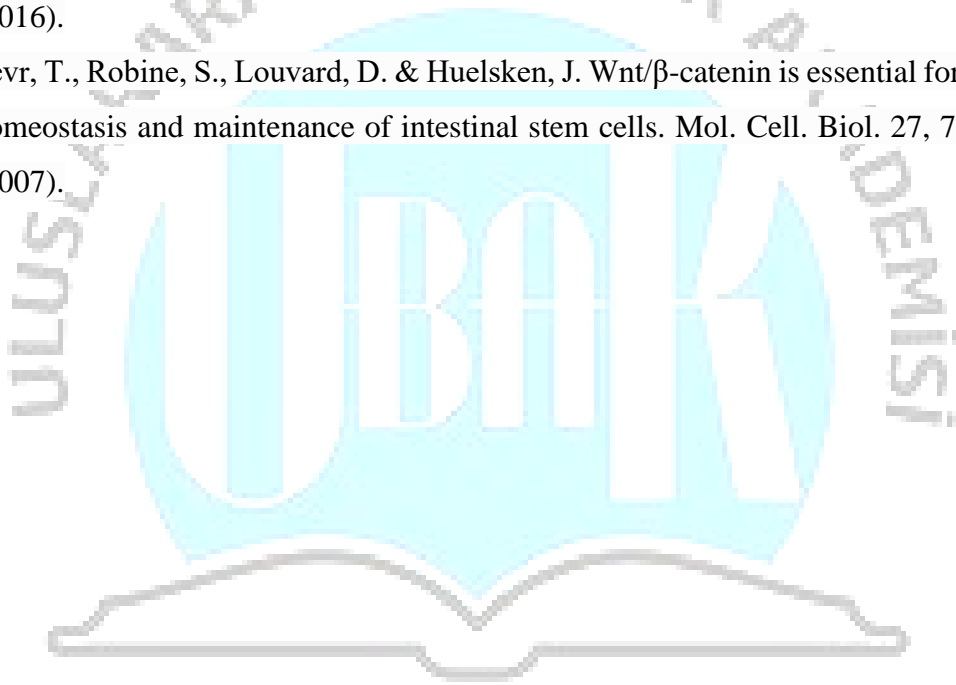 016).
evr, T., Robine, S., Louvard, D. & Huelsken, J. Wnt/β-catenin is essential for
omeostasis and maintenance of intestinal stem cells. Mol. Cell. Biol. 27, 7
007).
UBAK